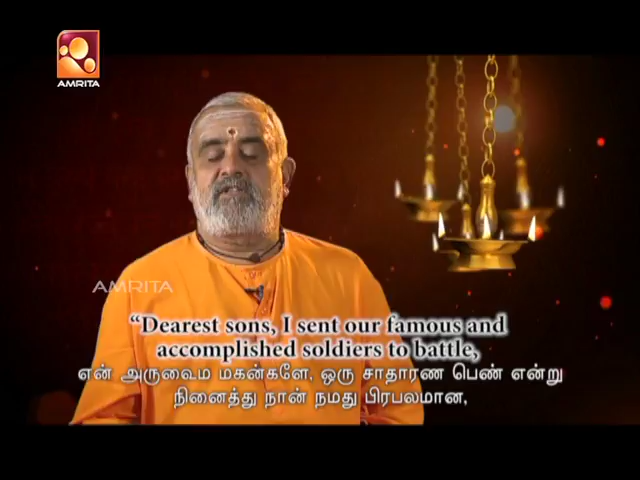 AMRITA
AMRITA
“Dearest sons, I sent our famous and
accomplished soldiers to battle,
என் அருமை மகன்களே, ஒரு சாதாரண பெண் என்று
நினைத்து நான் நமது பிரபலமான,